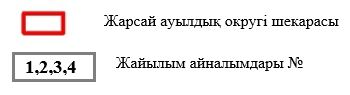 Жарсай ауылдық округі шекарасы
1,2,3,4 Жайылым айналымдары №